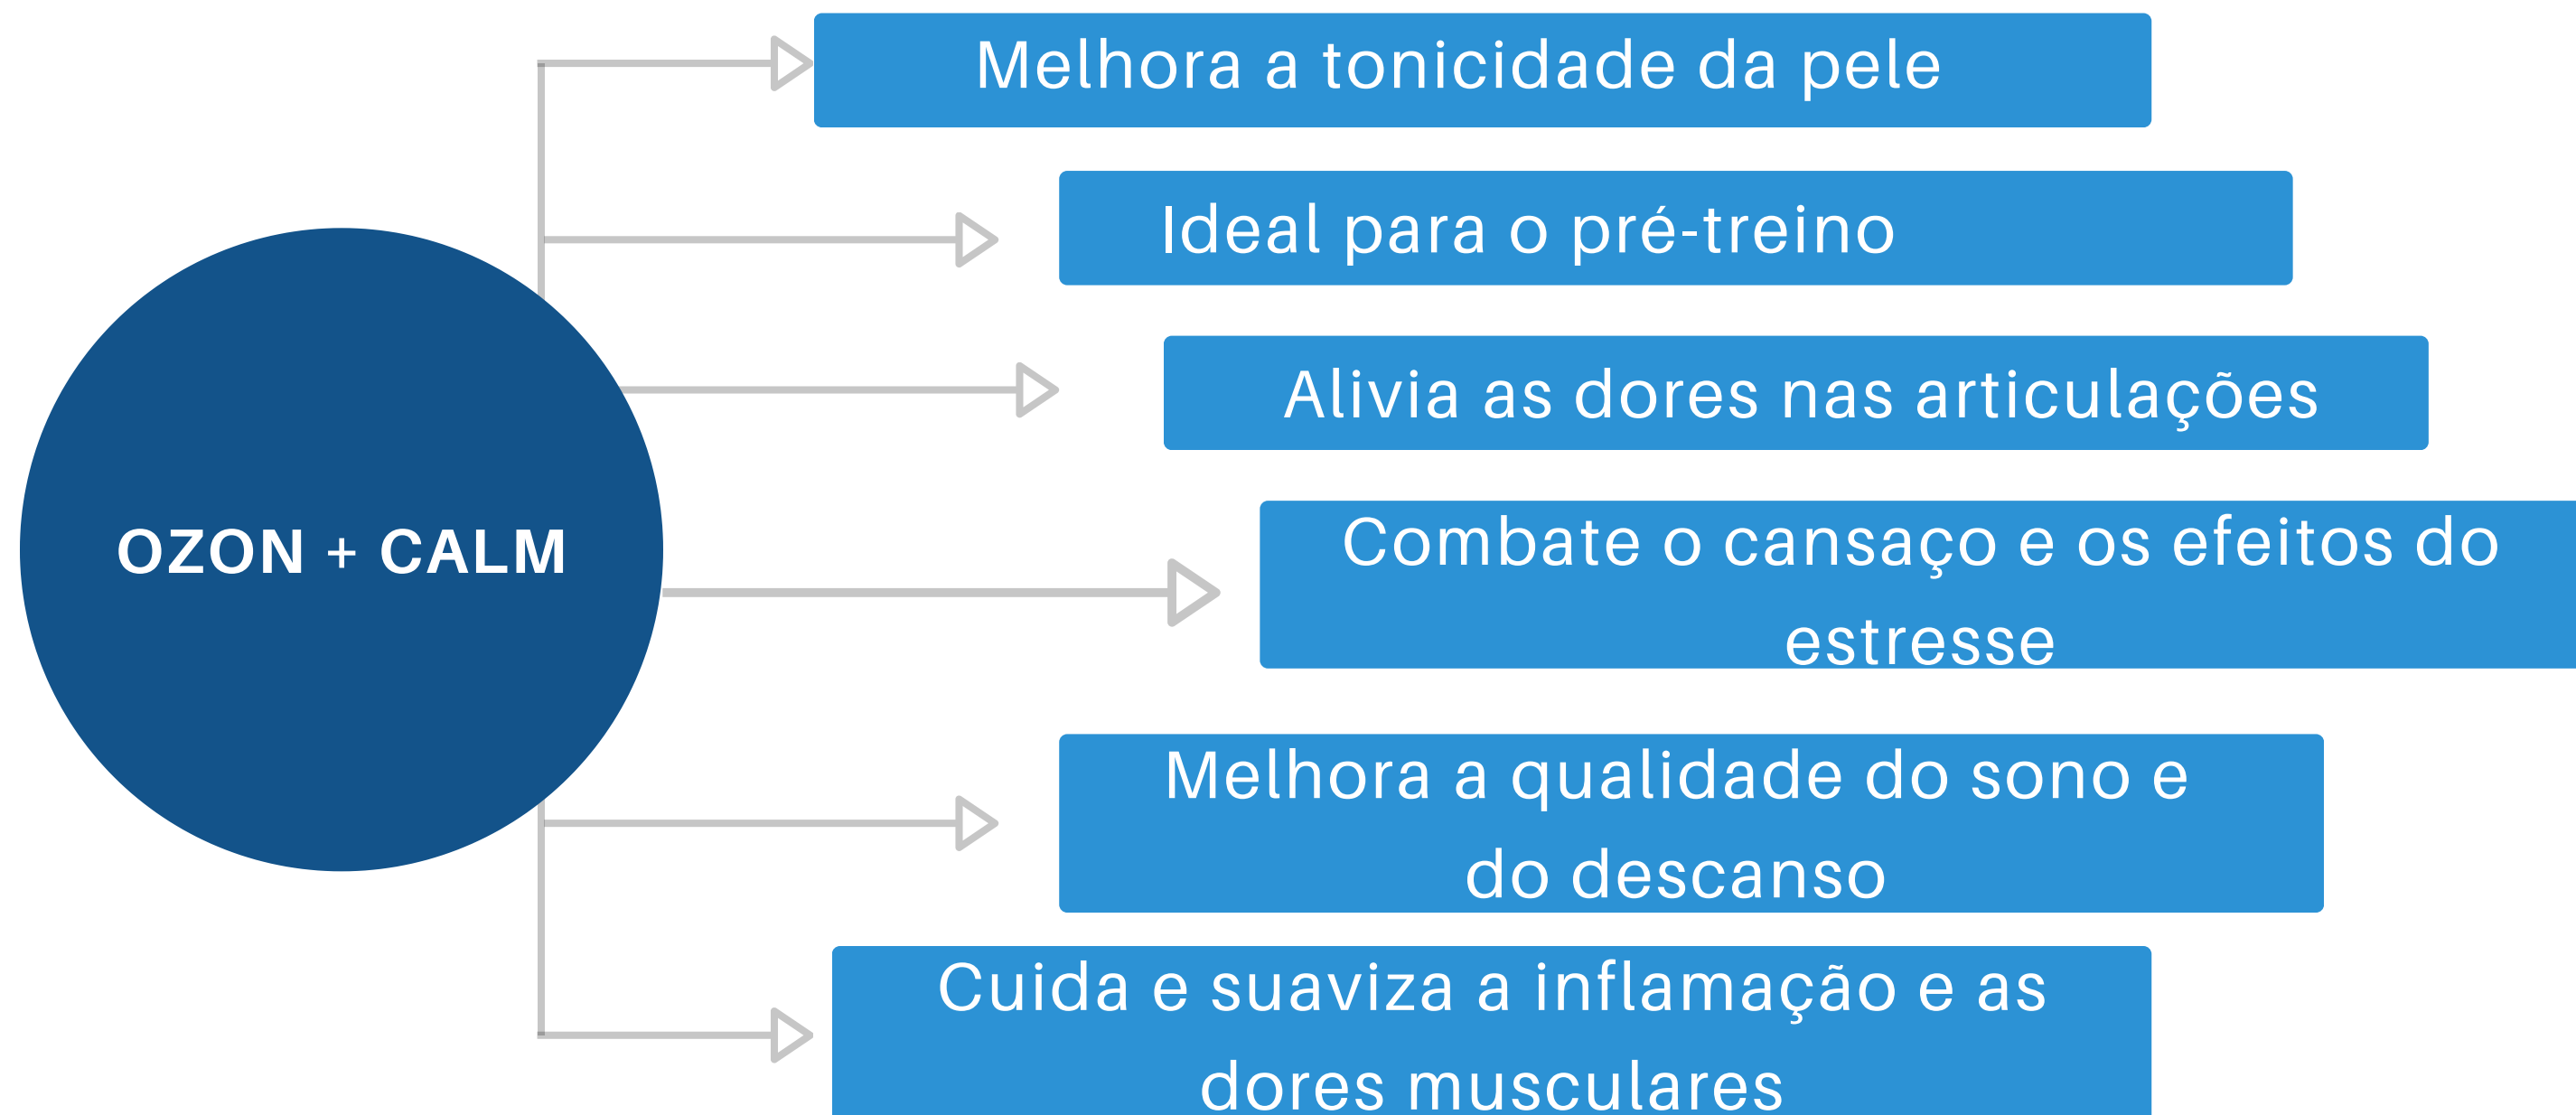 Melhora a tonicidade da pele
Ideal para o pré-treino
Alivia as dores nas articulações
OZON + CALM
Combate o cansaço e os efeitos do
estresse
Melhora a qualidade do sono e
do descanso
Cuida e suaviza a inflamação e as
dores musculares